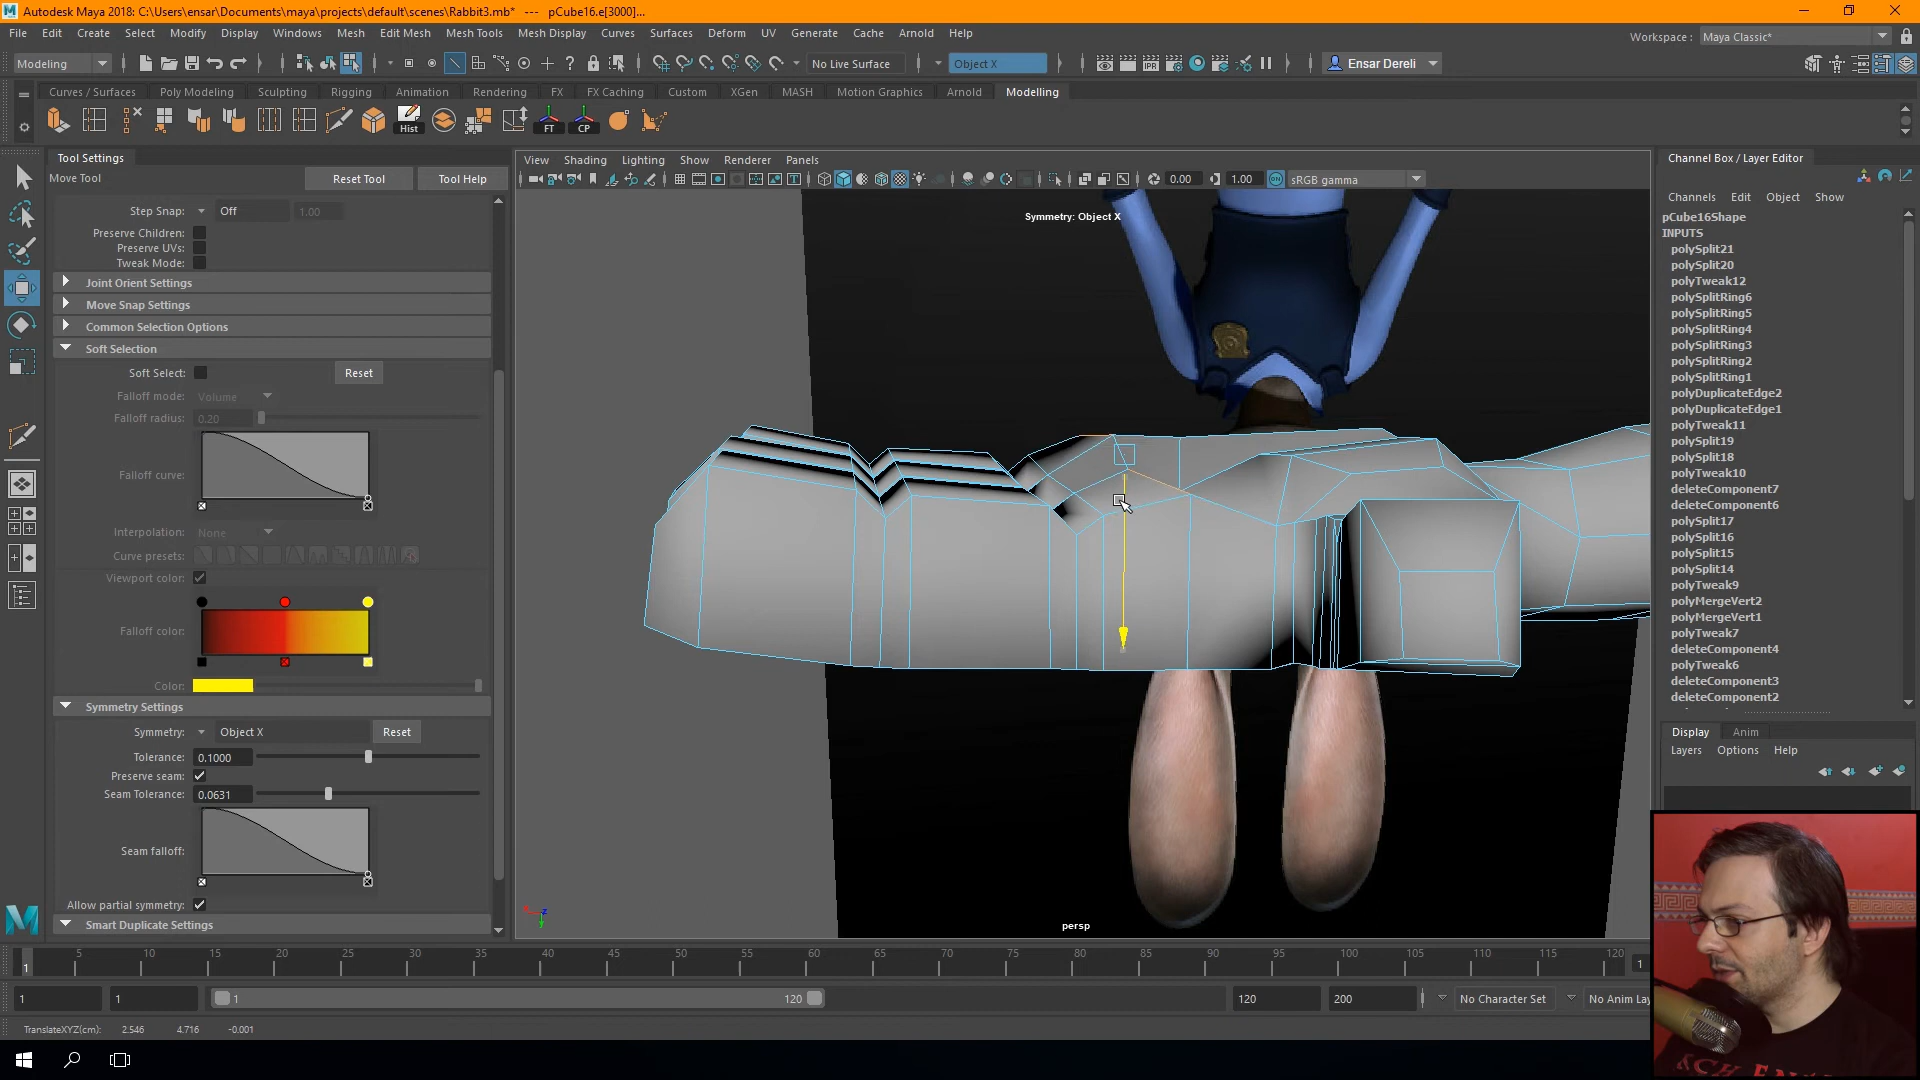 Autodesk Maya 2018: C:\Users\ensar\Documents\maya\projects\default\scenes\Rabbit3.mb* --- pCube16.e[3000]...
File Edit Create Select Modify Display Windows Mesh Edit Mesh Mesh Tools Mesh Display Curves Surfaces Deform UV Generate Cache Arnold Help
Workspace : Maya Classic*
Modeling No Live Surface Object X Ensar Dereli
Curves / Surfaces Poly Modeling Sculpting Rigging Animation Rendering FX FX Caching Custom XGen MASH Motion Graphics Arnold Modelling
Hist FT CP
Tool Settings
Move Tool Reset Tool Tool Help
Step Snap: Off 1.00
Preserve Children:
Preserve UVs:
Tweak Mode:
Joint Orient Settings
Move Snap Settings
Common Selection Options
Soft Selection
Soft Select: Reset
Falloff mode: Volume
Falloff radius: 0.20
Falloff curve:
Interpolation: None
Curve presets:
Viewport color:
Falloff color:
Color:
Symmetry Settings
Symmetry: Object X Reset
Tolerance: 0.1000
Preserve seam:
Seam Tolerance: 0.0631
Seam falloff:
Allow partial symmetry:
Smart Duplicate Settings
View Shading Lighting Show Renderer Panels
0.00 1.00 ON sRGB gamma
Symmetry: Object X
persp
Channel Box / Layer Editor
Channels Edit Object Show
pCube16Shape
INPUTS
polySplit21
polySplit20
polyTweak12
polySplitRing6
polySplitRing5
polySplitRing4
polySplitRing3
polySplitRing2
polySplitRing1
polyDuplicateEdge2
polyDuplicateEdge1
polyTweak11
polySplit19
polySplit18
polyTweak10
deleteComponent7
deleteComponent6
polySplit17
polySplit16
polySplit15
polySplit14
polyTweak9
polyMergeVert2
polyMergeVert1
polyTweak7
deleteComponent4
polyTweak6
deleteComponent3
deleteComponent2
Display Anim
Layers Options Help
1 5 10 15 20 25 30 35 40 45 50 55 60 65 70 75 80 85 90 95 100 105 110 115 120 1
1 1 1 120 120 200 No Character Set No Anim Lay
TranslateXYZ(cm): 2.546 4.716 -0.001